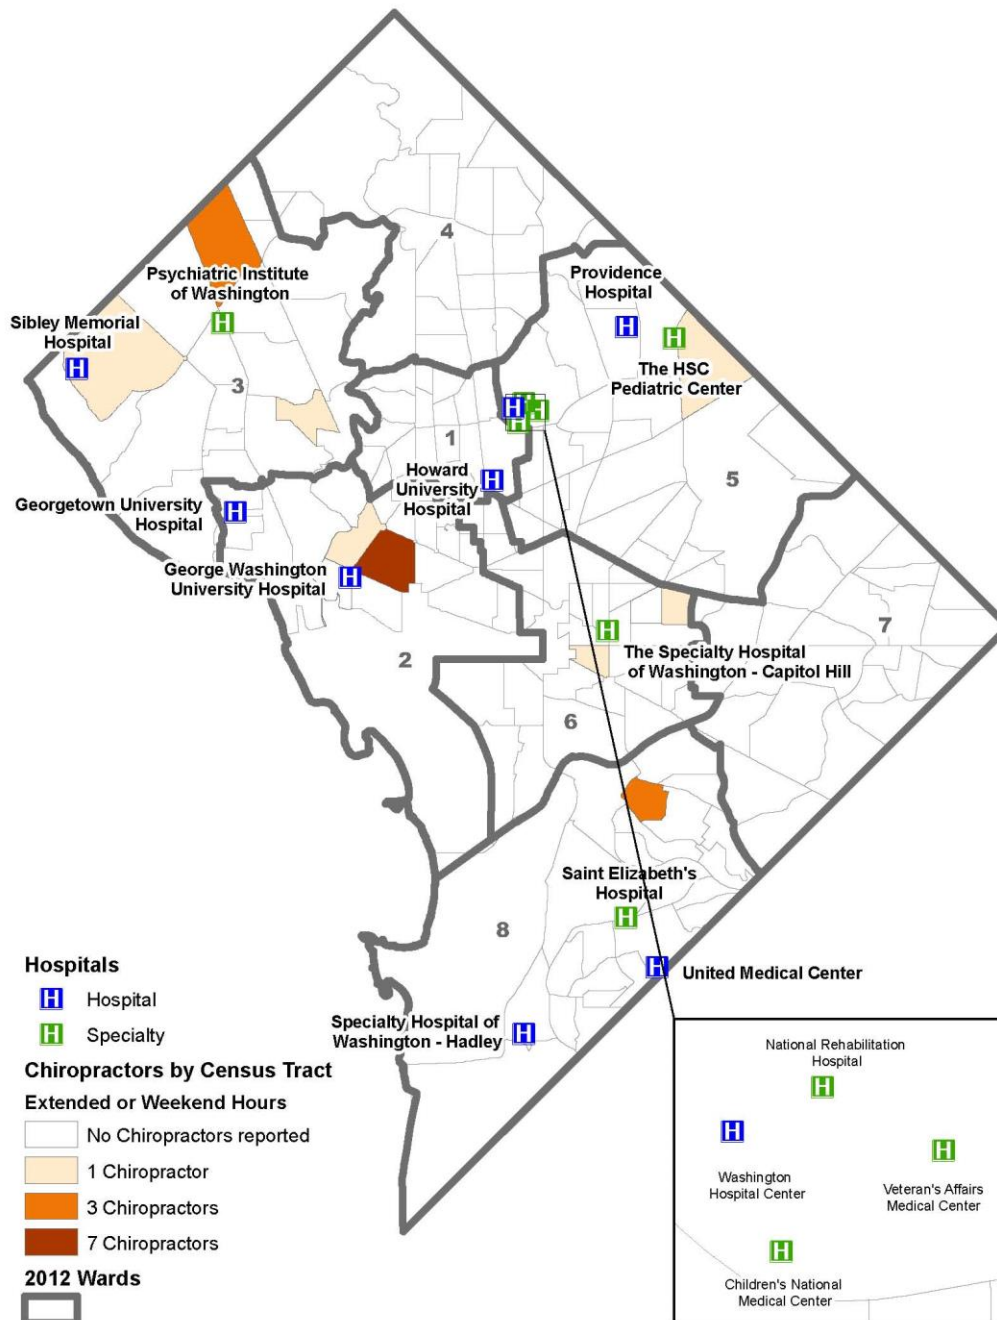 4
Psychiatric Institute
of Washington
Providence
Hospital
Sibley Memorial
Hospital
H
H
H
H
The HSC
Pediatric Center
3
H
H
H
H
1
Howard
University
Hospital
H
5
Georgetown University
Hospital
H
George Washington
University Hospital
H
7
H
The Specialty Hospital
of Washington - Capitol Hill
2
6
Saint Elizabeth's
Hospital
H
8
H
United Medical Center
Specialty Hospital of
Washington - Hadley
H
Hospitals
H Hospital
H Specialty
Chiropractors by Census Tract
Extended or Weekend Hours
No Chiropractors reported
1 Chiropractor
3 Chiropractors
7 Chiropractors
2012 Wards
National Rehabilitation
Hospital
H
H
Washington
Hospital Center
H
Veteran's Affairs
Medical Center
H
Children's National
Medical Center